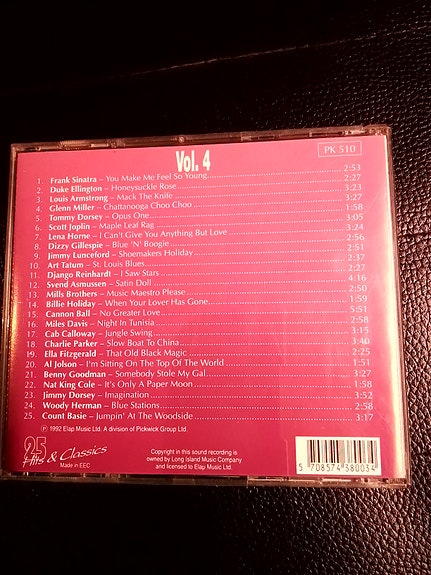 Vol. 4
PK 510
1. Frank Sinatra – You Make Me Feel So Young 2:53
2. Duke Ellington – Honeysuckle Rose 2:27
3. Louis Armstrong – Mack The Knife 3:23
4. Glenn Miller – Chattanooga Choo Choo 3:27
5. Tommy Dorsey – Opus One 1:58
6. Scott Joplin – Maple Leaf Rag 3:05
7. Lena Horne – I Can't Give You Anything But Love 3:24
8. Dizzy Gillespie – Blue 'N' Boogie 2:56
9. Jimmy Lunceford – Shoemakers Holiday 2:51
10. Art Tatum – St. Louis Blues 2:37
11. Django Reinhardt – I Saw Stars 2:27
12. Svend Asmussen – Satin Doll 4:16
13. Mills Brothers – Music Maestro Please 2:50
14. Billie Holiday – When Your Lover Has Gone 1:59
15. Cannon Ball – No Greater Love 5:51
16. Miles Davis – Night In Tunisia 2:58
17. Cab Calloway – Jungle Swing 3:15
18. Charlie Parker – Slow Boat To China 3:40
19. Ella Fitzgerald – That Old Black Magic 2:25
20. Al Jolson – I'm Sitting On The Top Of The World 1:51
21. Benny Goodman – Somebody Stole My Gal 3:27
22. Nat King Cole – It's Only A Paper Moon 1:58
23. Jimmy Dorsey – Imagination 3:52
24. Woody Herman – Blue Stations 2:58
25. Count Basie – Jumpin' At The Woodside 3:17
℗ 1992 Elap Music Ltd. A division of Pickwick Group Ltd.
25 Hits & Classics
Made in EEC
Copyright in this sound recording is
owned by Long Island Music Company
and licensed to Elap Music Ltd.
5 708574 380034